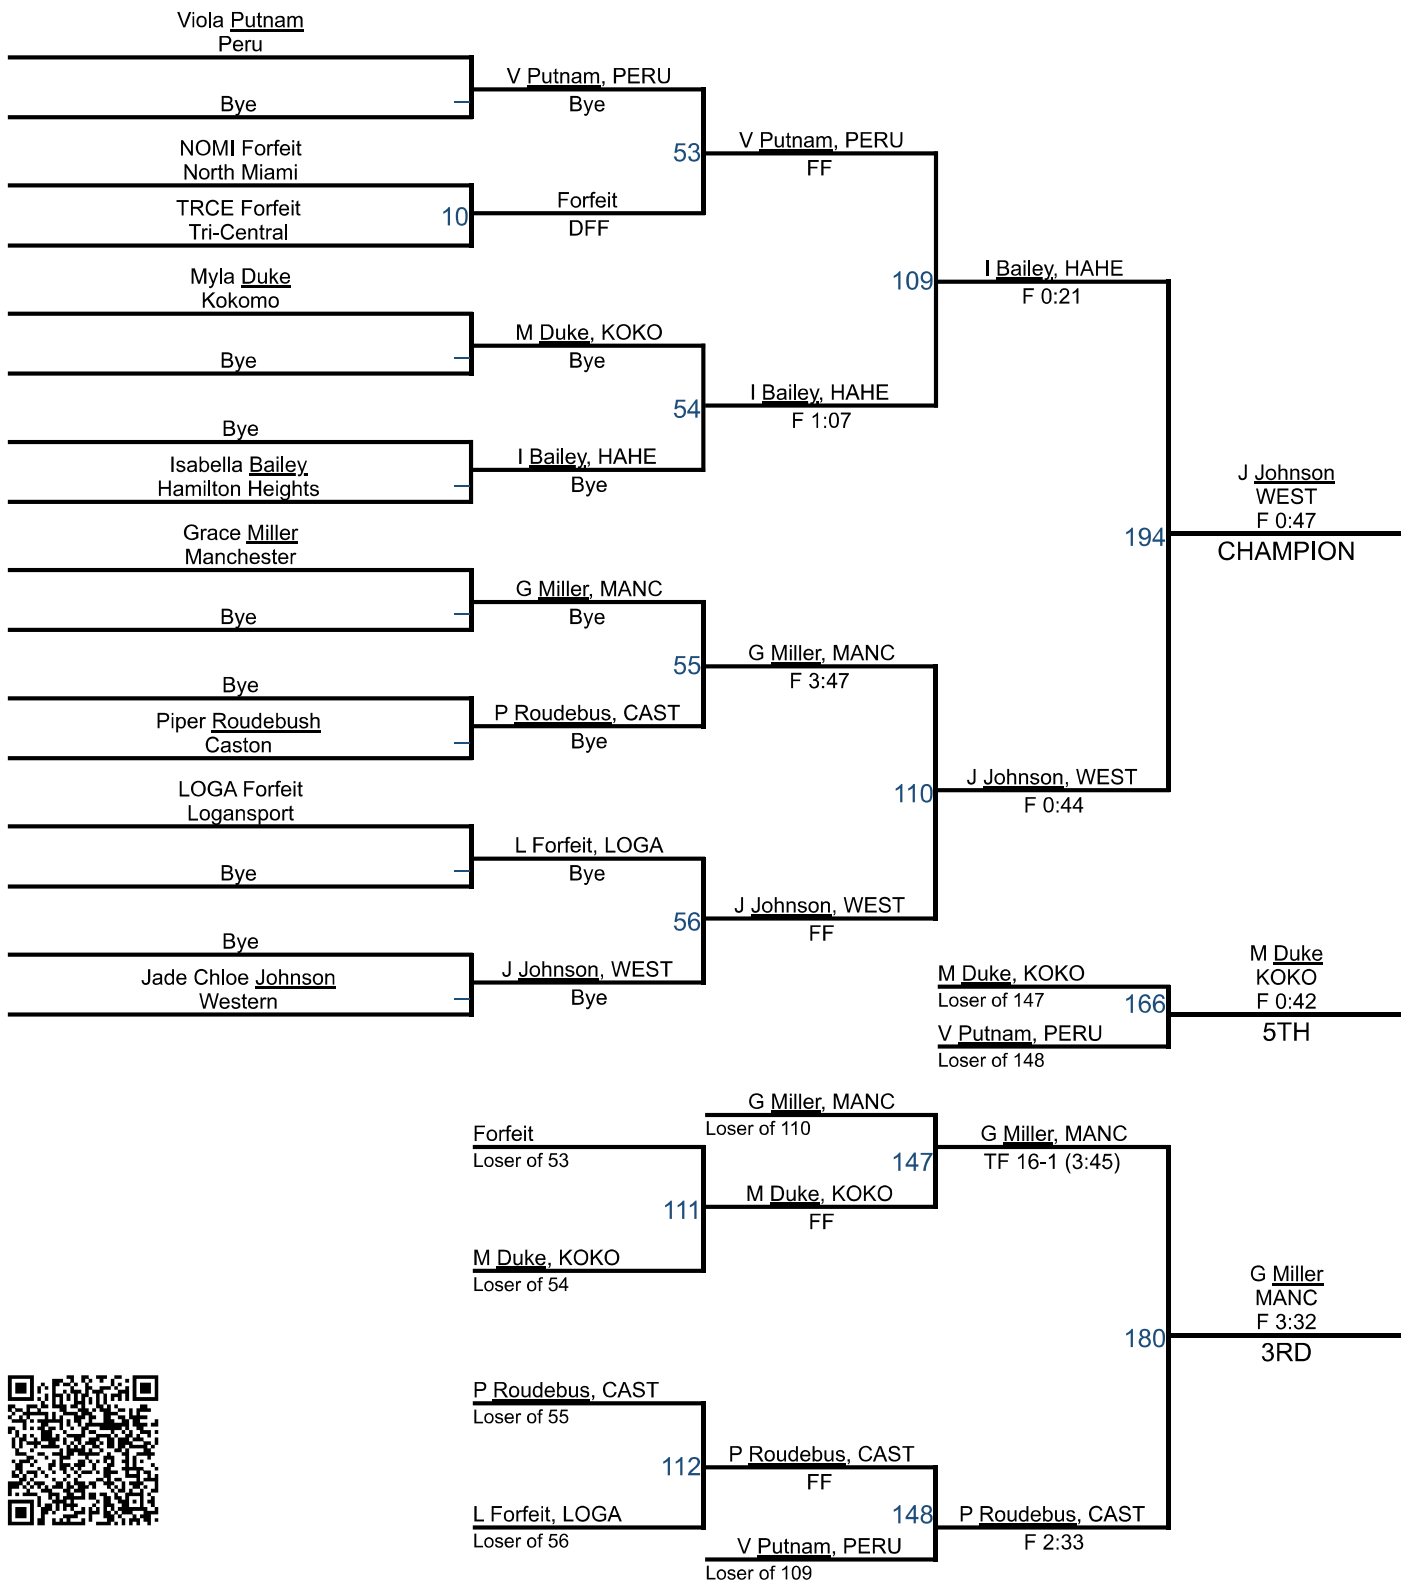 Viola Putnam
Peru
Bye
NOMI Forfeit
North Miami
TRCE Forfeit
Tri-Central
Myla Duke
Kokomo
Bye
Bye
Isabella Bailey
Hamilton Heights
Grace Miller
Manchester
Bye
Bye
Piper Roudebush
Caston
LOGA Forfeit
Logansport
Bye
Bye
Jade Chloe Johnson
Western
10
V Putnam, PERU
Bye
Forfeit
DFF
M Duke, KOKO
Bye
I Bailey, HAHE
Bye
G Miller, MANC
Bye
P Roudebus, CAST
Bye
L Forfeit, LOGA
Bye
J Johnson, WEST
Bye
53
54
55
56
V Putnam, PERU
FF
I Bailey, HAHE
F 1:07
G Miller, MANC
F 3:47
J Johnson, WEST
FF
109
110
I Bailey, HAHE
F 0:21
J Johnson, WEST
F 0:44
194
J Johnson
WEST
F 0:47
CHAMPION
M Duke, KOKO
Loser of 147
V Putnam, PERU
Loser of 148
166
M Duke
KOKO
F 0:42
5TH
Forfeit
Loser of 53
M Duke, KOKO
Loser of 54
111
G Miller, MANC
Loser of 110
M Duke, KOKO
FF
147
G Miller, MANC
TF 16-1 (3:45)
P Roudebus, CAST
Loser of 55
L Forfeit, LOGA
Loser of 56
112
P Roudebus, CAST
FF
V Putnam, PERU
Loser of 109
148
P Roudebus, CAST
F 2:33
180
G Miller
MANC
F 3:32
3RD